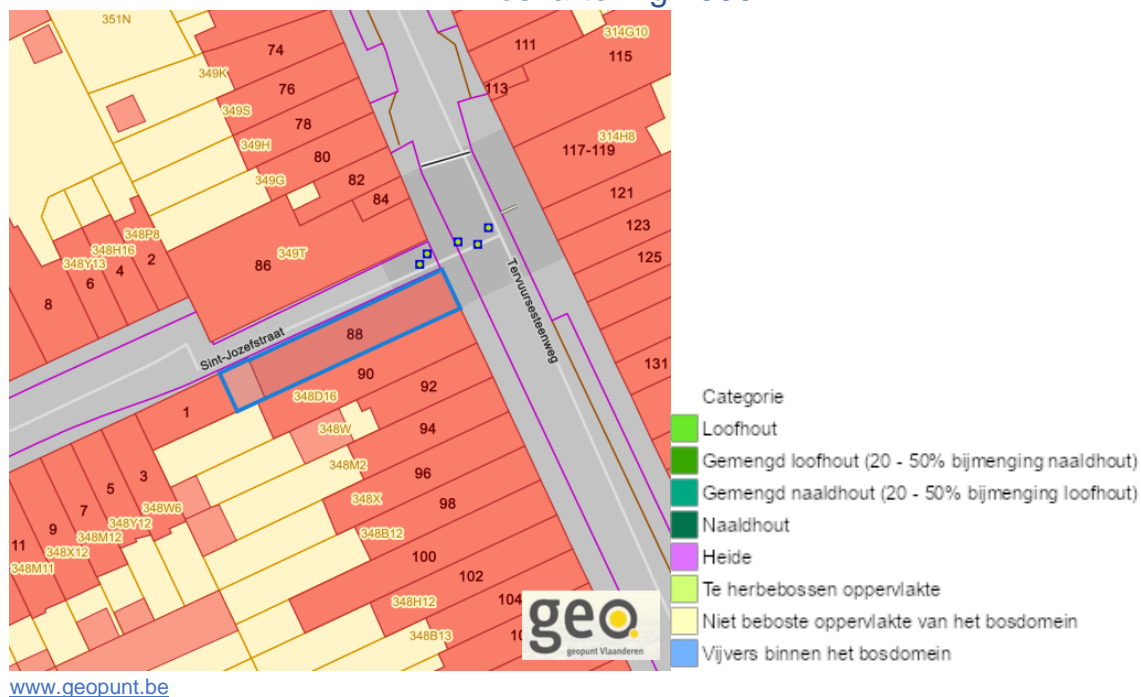 351N
74
349K
76
349S
78
349H
80
349G
82
84
86
349T
348P8
348H16
348Y13
2
4
6
8
111
314G10
115
113
117-119
314H8
121
123
125
131
Tervuursesteenweg
Sint-Jozefstraat
88
90
348D16
92
1
348W
94
348M2
96
348X
98
3
5
348W6
7
348Y12
9
348M12
11
348X12
348M11
348B12
100
102
348H12
104
348B13
geo
geopunt Vlaanderen
Categorie
Loofhout
Gemengd loofhout (20 - 50% bijmenging naaldhout)
Gemengd naaldhout (20 - 50% bijmenging loofhout)
Naaldhout
Heide
Te herbebossen oppervlakte
Niet beboste oppervlakte van het bosdomein
Vijvers binnen het bosdomein
www.geopunt.be